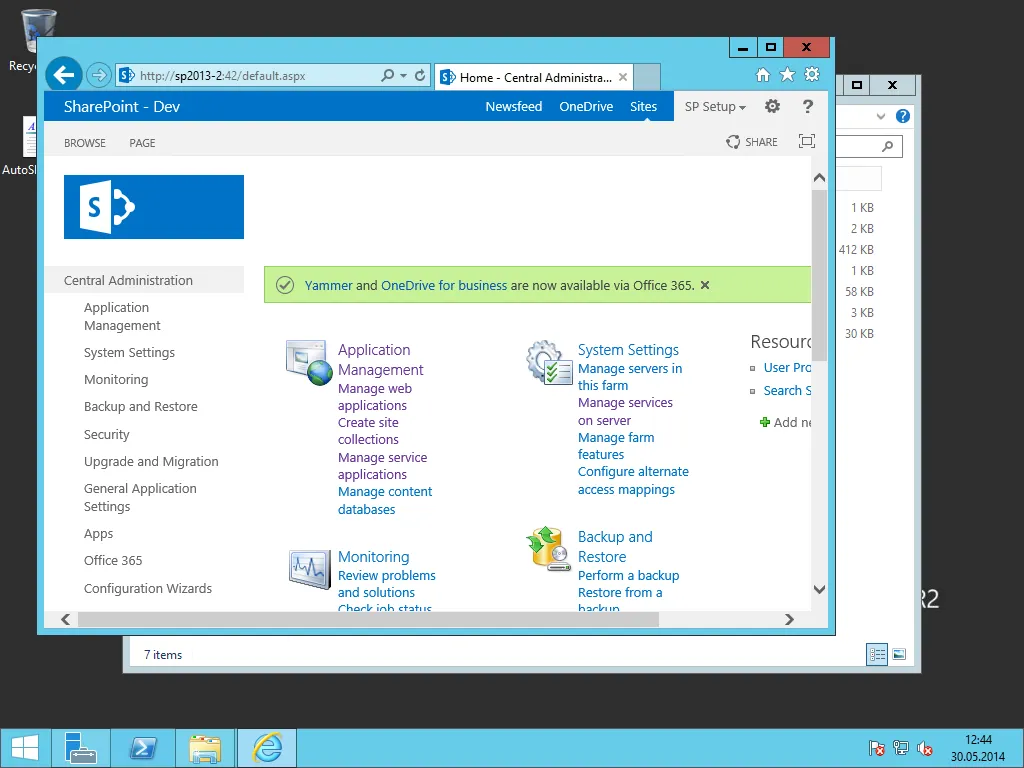 Recyc
http://sp2013-2:42/default.aspx
Home - Central Administra...
SharePoint - Dev
Newsfeed
OneDrive
Sites
SP Setup
?
?
BROWSE
PAGE
SHARE
AutoSh
S
Central Administration
Application
Management
System Settings
Monitoring
Backup and Restore
Security
Upgrade and Migration
General Application
Settings
Apps
Office 365
Configuration Wizards
Yammer and OneDrive for business are now available via Office 365.
Application
Management
Manage web
applications
Create site
collections
Manage service
applications
Manage content
databases
System Settings
Manage servers in
this farm
Manage services
on server
Manage farm
features
Configure alternate
access mappings
Monitoring
Review problems
and solutions
Check job status
Backup and
Restore
Perform a backup
Restore from a
backup
Resourc
User Pro
Search S
Add ne
1 KB
2 KB
412 KB
1 KB
58 KB
3 KB
30 KB
R2
7 items
12:44
30.05.2014